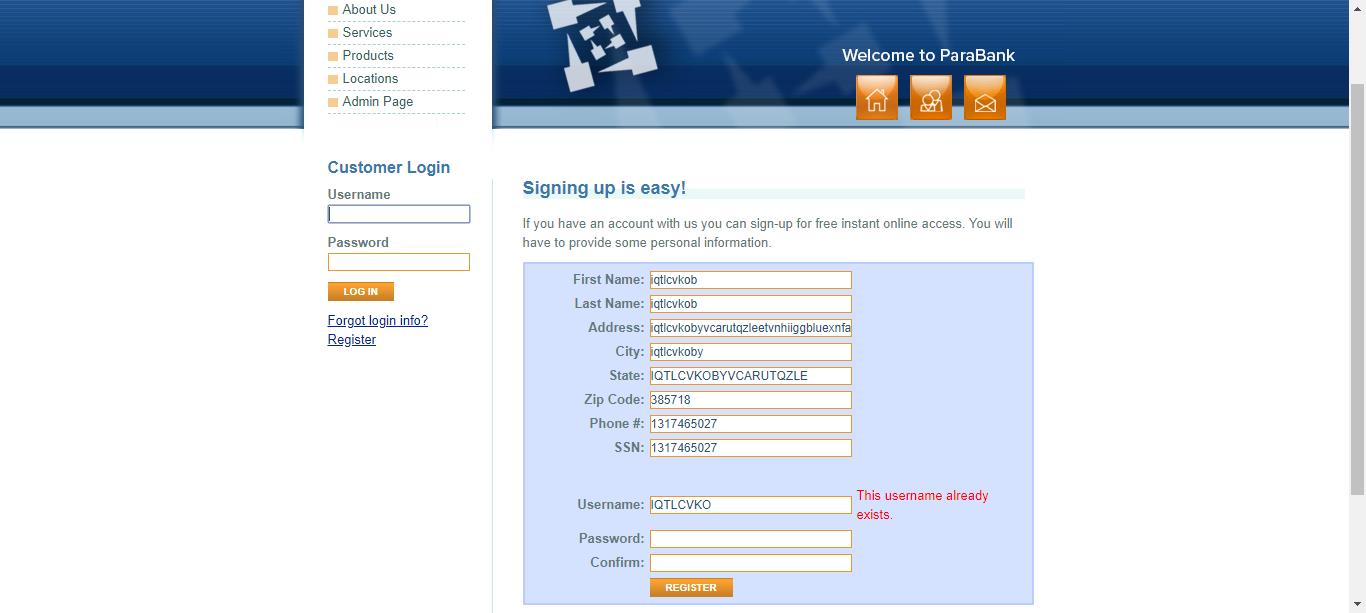 About Us
Services
Products
Locations
Admin Page
Welcome to ParaBank
Customer Login
Username
Password
LOG IN
Forgot login info?
Register
Signing up is easy!
If you have an account with us you can sign-up for free instant online access. You will
have to provide some personal information.
First Name: iqtlcvkob
Last Name: iqtlcvkob
Address: iqtlcvkobyvcarutqzleetvnhiiggbluexnfa
City: iqtlcvkoby
State: IQTLCVKOBYVCARUTQZLE
Zip Code: 385718
Phone #: 1317465027
SSN: 1317465027
Username: IQTLCVKO This username already
exists.
Password:
Confirm:
REGISTER